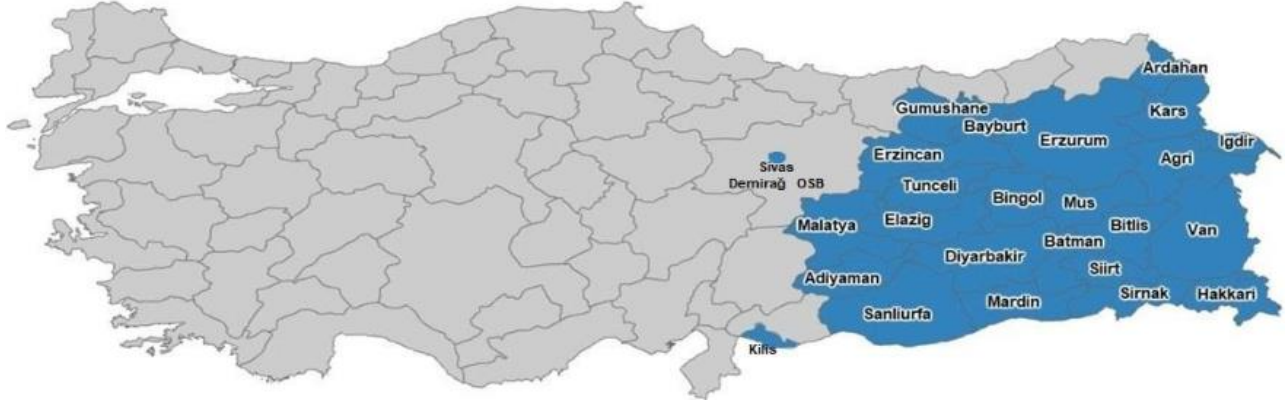 Ardahan
Gumushane
Kars
Bayburt
Erzurum
Igdir
Erzincan
Agri
Sivas
Demirağ OSB
Tunceli
Bingol
Mus
Malatya
Elazig
Bitlis
Van
Batman
Diyarbakir
Siirt
Adiyaman
Sirnak
Hakkari
Mardin
Sanliurfa
Kilis